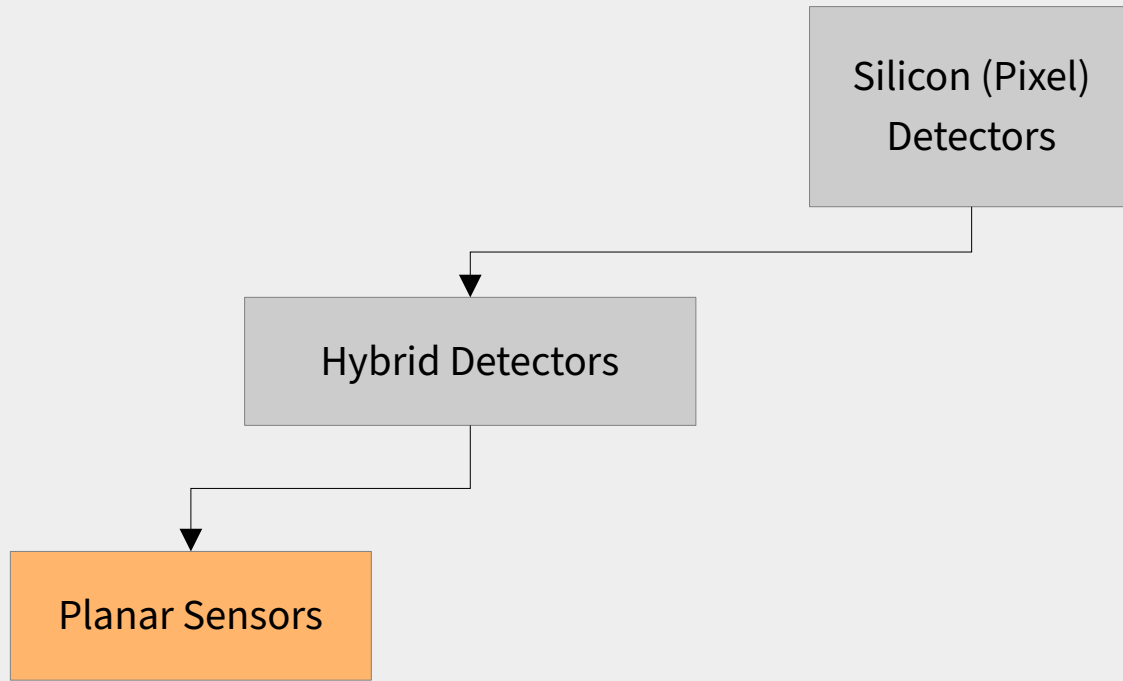 Silicon (Pixel)
Detectors
Hybrid Detectors
Planar Sensors